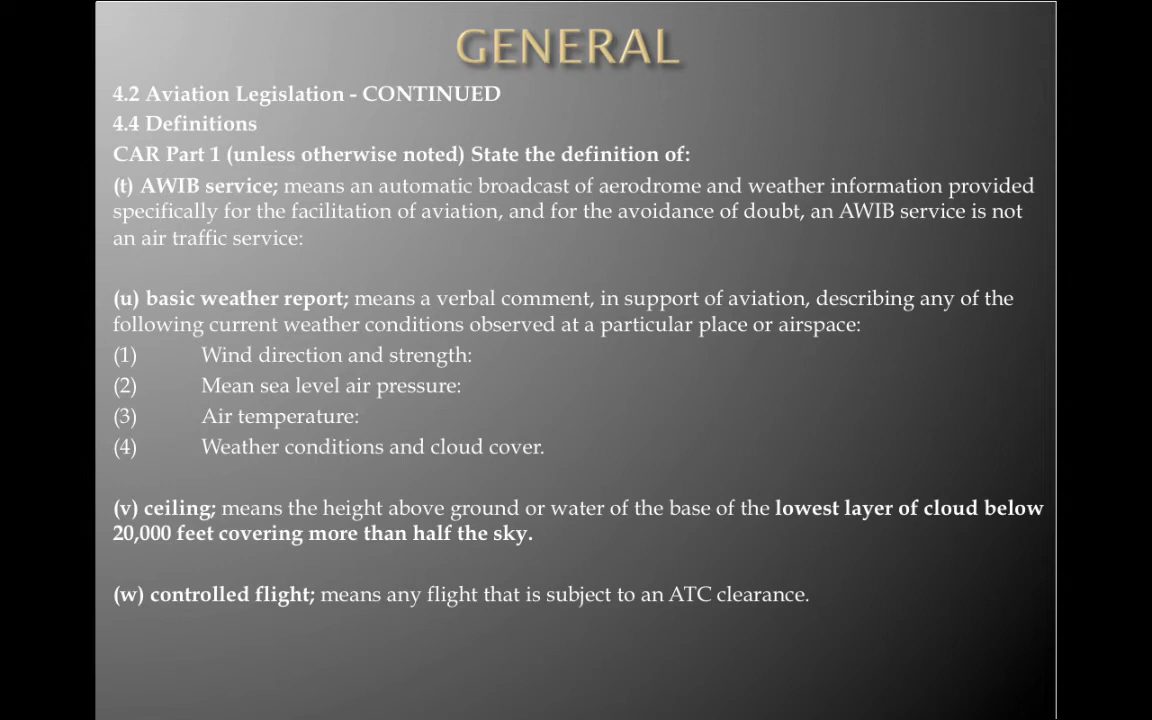 GENERAL
4.2 Aviation Legislation - CONTINUED
4.4 Definitions
CAR Part 1 (unless otherwise noted) State the definition of:
(t) AWIB service; means an automatic broadcast of aerodrome and weather information provided
specifically for the facilitation of aviation, and for the avoidance of doubt, an AWIB service is not
an air traffic service:
(u) basic weather report; means a verbal comment, in support of aviation, describing any of the
following current weather conditions observed at a particular place or airspace:
(1) Wind direction and strength:
(2) Mean sea level air pressure:
(3) Air temperature:
(4) Weather conditions and cloud cover.
(v) ceiling; means the height above ground or water of the base of the lowest layer of cloud below
20,000 feet covering more than half the sky.
(w) controlled flight; means any flight that is subject to an ATC clearance.